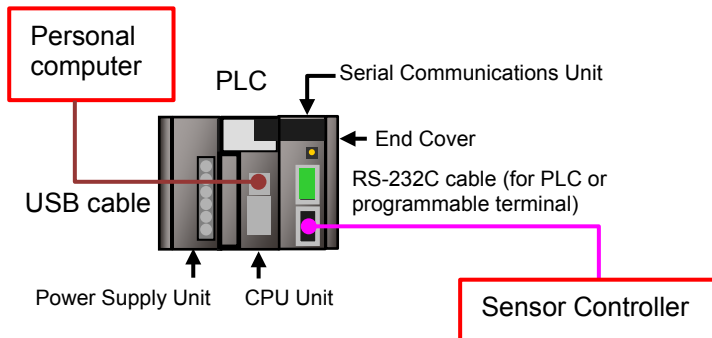 Personal
computer
PLC
Serial Communications Unit
End Cover
USB cable
RS-232C cable (for PLC or
programmable terminal)
Power Supply Unit
CPU Unit
Sensor Controller